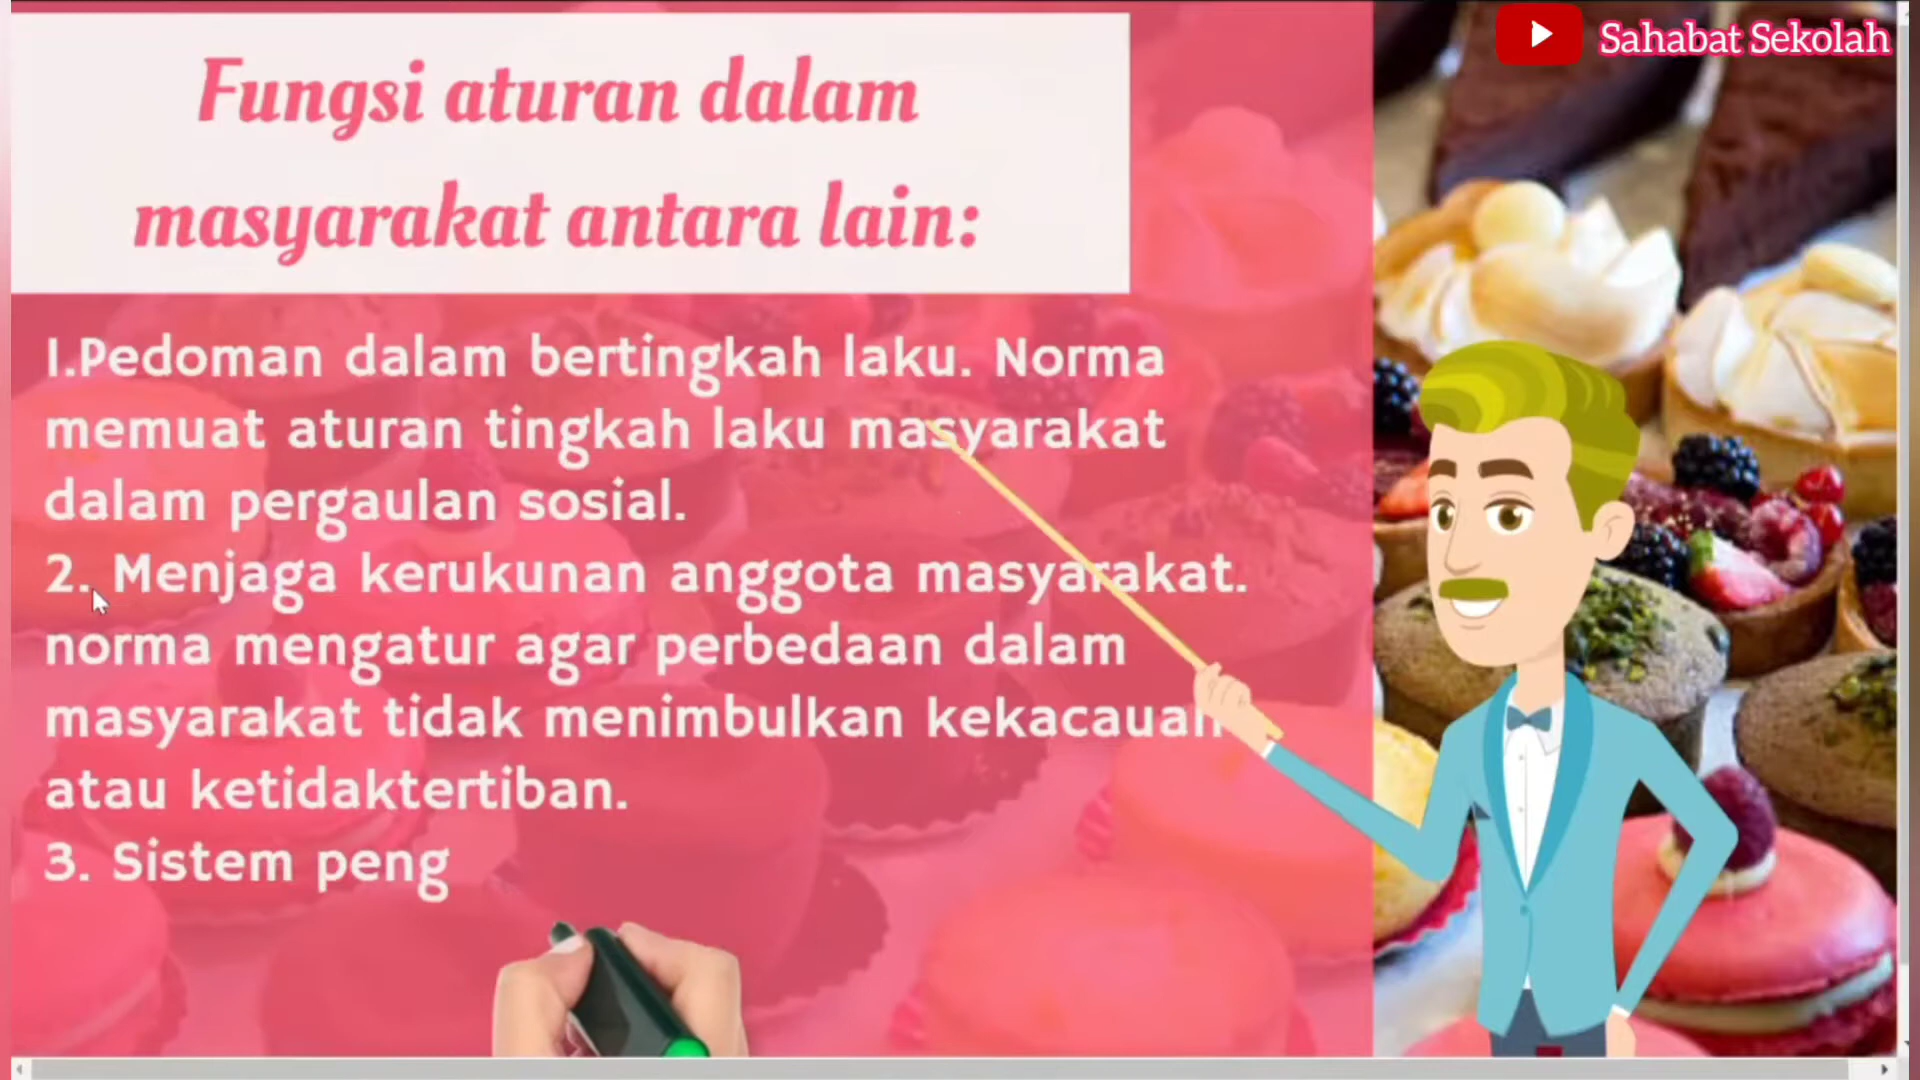 Sahabat Sekolah
Fungsi aturan dalam
masyarakat antara lain:
1.Pedoman dalam bertingkah laku. Norma
memuat aturan tingkah laku masyarakat
dalam pergaulan sosial.
2. Menjaga kerukunan anggota masyarakat.
norma mengatur agar perbedaan dalam
masyarakat tidak menimbulkan kekacauan
atau ketidaktertiban.
3. Sistem peng